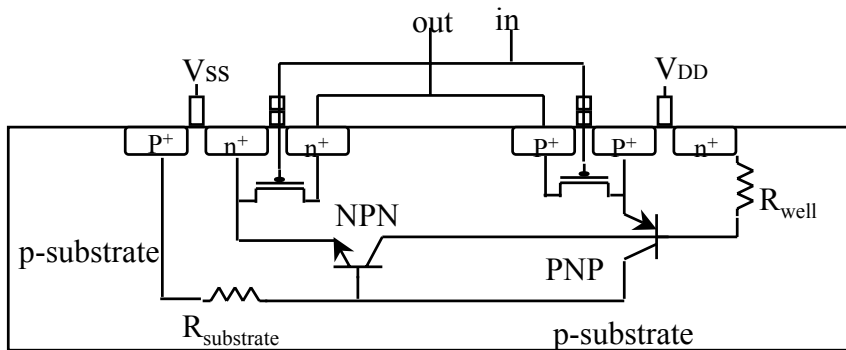 out in
Vss VDD
P+ n+ n+ P+ P+ n+
NPN Rwell
p-substrate PNP
Rsubstrate p-substrate